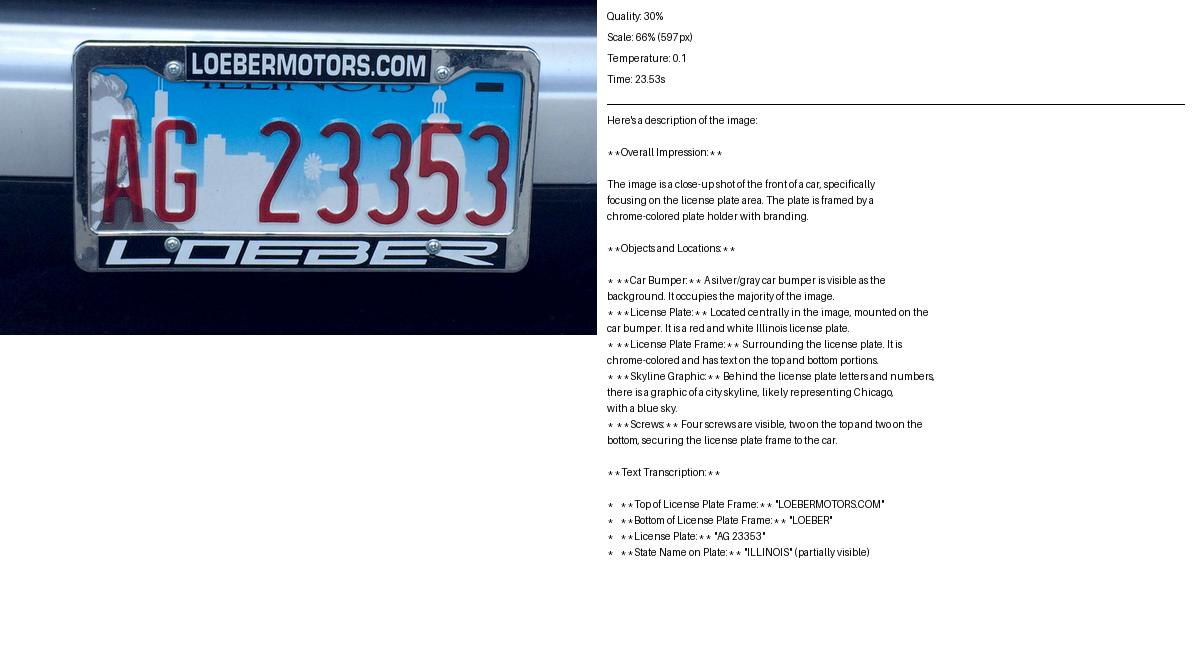 LOEBERMOTORS.COM
ILLINOIS
AG 23353
LOEBER
Quality: 30%
Scale: 66% (597px)
Temperature: 0.1
Time: 23.53s
Here's a description of the image:
**Overall Impression:**
The image is a close-up shot of the front of a car, specifically
focusing on the license plate area. The plate is framed by a
chrome-colored plate holder with branding.
**Objects and Locations:**
* **Car Bumper:** A silver/gray car bumper is visible as the
background. It occupies the majority of the image.
* **License Plate:** Located centrally in the image, mounted on the
car bumper. It is a red and white Illinois license plate.
* **License Plate Frame:** Surrounding the license plate. It is
chrome-colored and has text on the top and bottom portions.
* **Skyline Graphic:** Behind the license plate letters and numbers,
there is a graphic of a city skyline, likely representing Chicago,
with a blue sky.
* **Screws:** Four screws are visible, two on the top and two on the
bottom, securing the license plate frame to the car.
**Text Transcription:**
* **Top of License Plate Frame:** "LOEBERMOTORS.COM"
* **Bottom of License Plate Frame:** "LOEBER"
* **License Plate:** "AG 23353"
* **State Name on Plate:** "ILLINOIS" (partially visible)